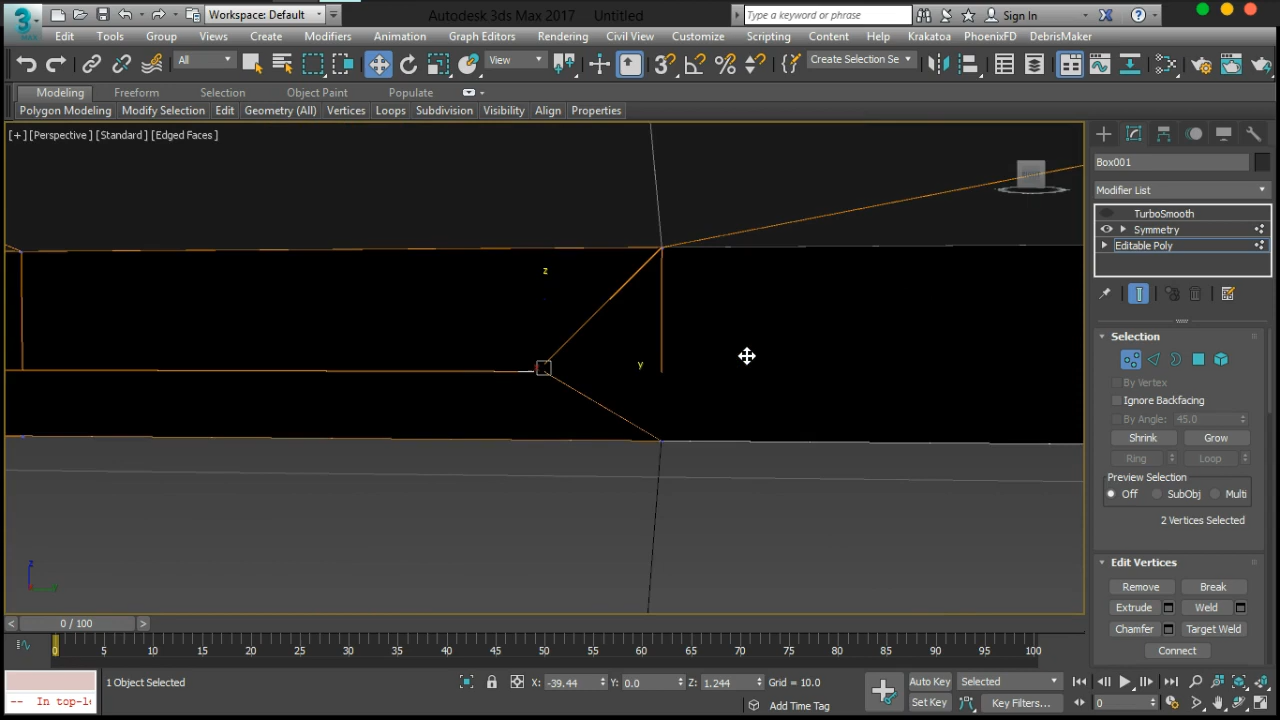 Workspace: Default
Autodesk 3ds Max 2017 Untitled
Type a keyword or phrase
Sign In
3
MAX
Edit Tools Group Views Create Modifiers Animation Graph Editors Rendering Civil View Customize Scripting Content Help Krakatoa PhoenixFD DebrisMaker
All
View
3
Create Selection Se
Modeling Freeform Selection Object Paint Populate
Polygon Modeling Modify Selection Edit Geometry (All) Vertices Loops Subdivision Visibility Align Properties
[+] [Perspective] [Standard] [Edged Faces]
Box001
Modifier List
TurboSmooth
Symmetry
Editable Poly
z
y
Selection
By Vertex
Ignore Backfacing
By Angle: 45.0
Shrink Grow
Ring Loop
Preview Selection
Off SubObj Multi
2 Vertices Selected
Edit Vertices
Remove Break
Extrude Weld
Chamfer Target Weld
Connect
z
< 0 / 100 >
0 5 10 15 20 25 30 35 40 45 50 55 60 65 70 75 80 85 90 95 100
1 Object Selected
X: -39.44 Y: 0.0 Z: 1.244 Grid = 10.0
Auto Key Selected
-- In top-le
Add Time Tag
Set Key Key Filters...
0